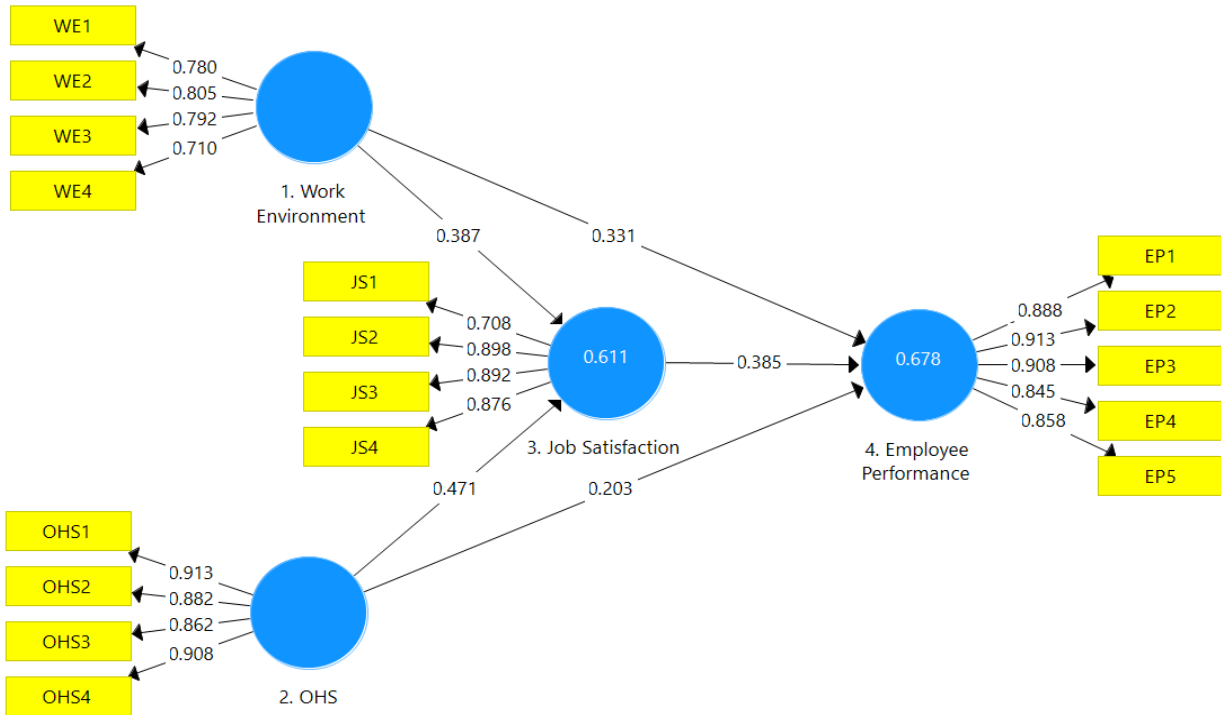 WE1
WE2
WE3
WE4
0.780
0.805
0.792
0.710
1. Work
Environment
0.387
0.331
JS1
JS2
JS3
JS4
0.708
0.898
0.892
0.876
0.611
3. Job Satisfaction
0.385
0.678
4. Employee
Performance
0.888
0.913
0.908
0.845
0.858
EP1
EP2
EP3
EP4
EP5
0.471
0.203
OHS1
OHS2
OHS3
OHS4
0.913
0.882
0.862
0.908
2. OHS